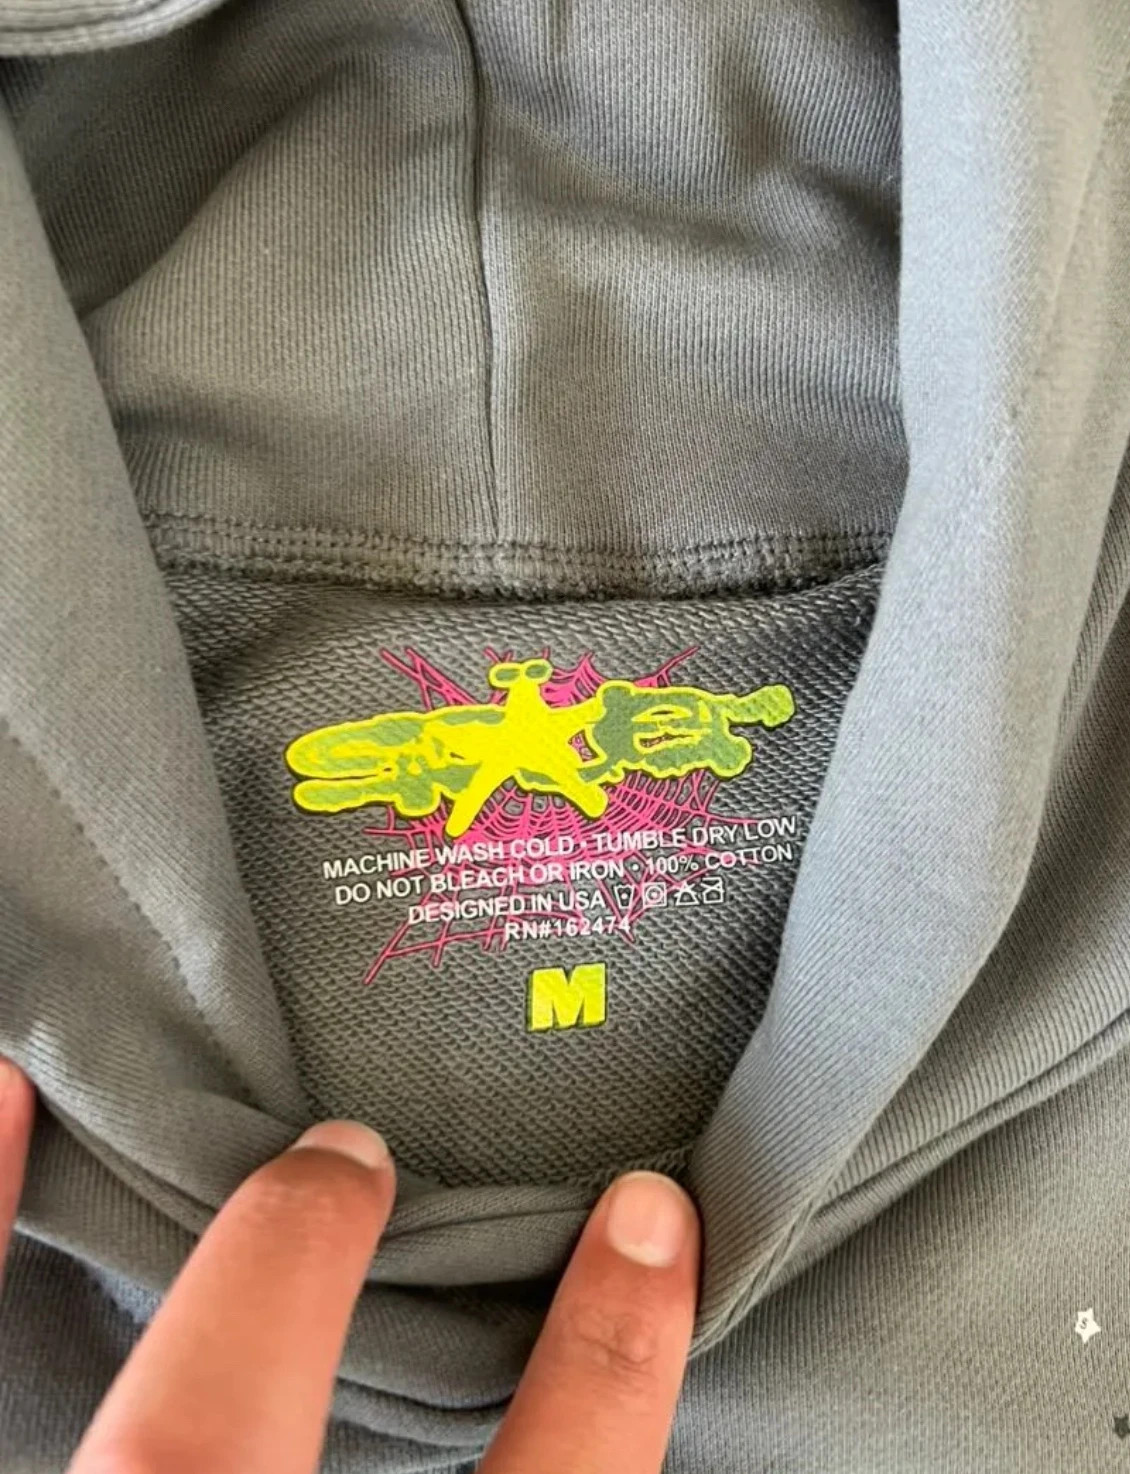 MACHINE WASH COLD • TUMBLE DRY LOW
DO NOT BLEACH OR IRON • 100% COTTON
DESIGNED IN USA
RN#162474
M
S